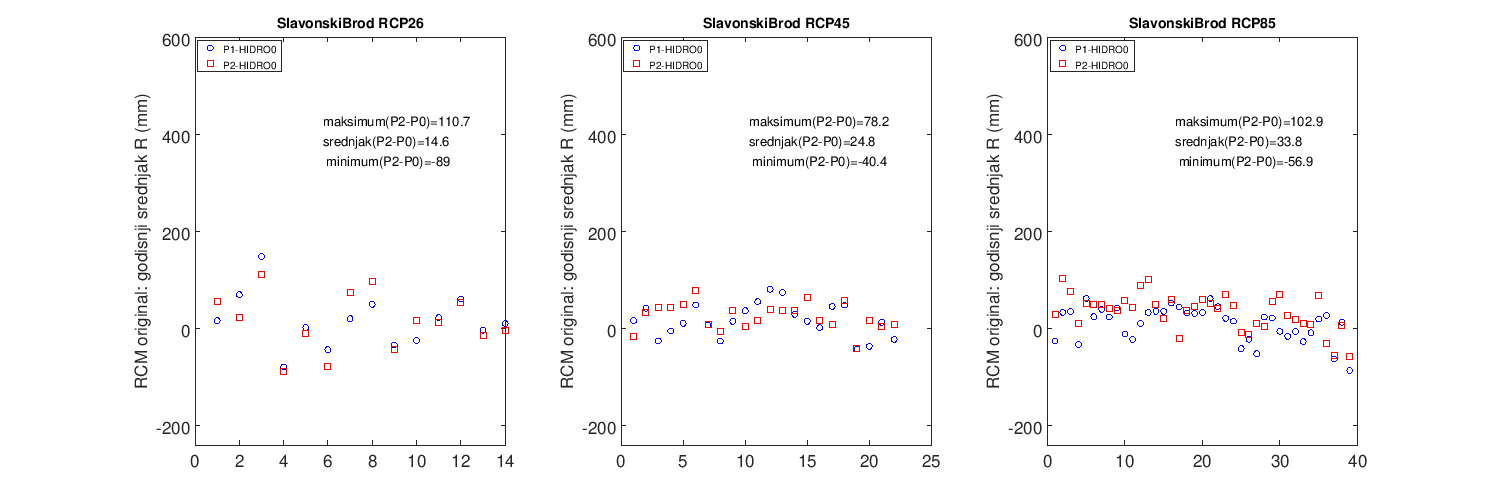 SlavonskiBrod RCP26
P1-HIDRO0
P2-HIDRO0
maksimum(P2-P0)=110.7
srednjak(P2-P0)=14.6
minimum(P2-P0)=-89
RCM original: godisnji srednjak R (mm)
600
400
200
0
-200
0 2 4 6 8 10 12 14
SlavonskiBrod RCP45
P1-HIDRO0
P2-HIDRO0
maksimum(P2-P0)=78.2
srednjak(P2-P0)=24.8
minimum(P2-P0)=-40.4
RCM original: godisnji srednjak R (mm)
600
400
200
0
-200
0 5 10 15 20 25
SlavonskiBrod RCP85
P1-HIDRO0
P2-HIDRO0
maksimum(P2-P0)=102.9
srednjak(P2-P0)=33.8
minimum(P2-P0)=-56.9
RCM original: godisnji srednjak R (mm)
600
400
200
0
-200
0 10 20 30 40